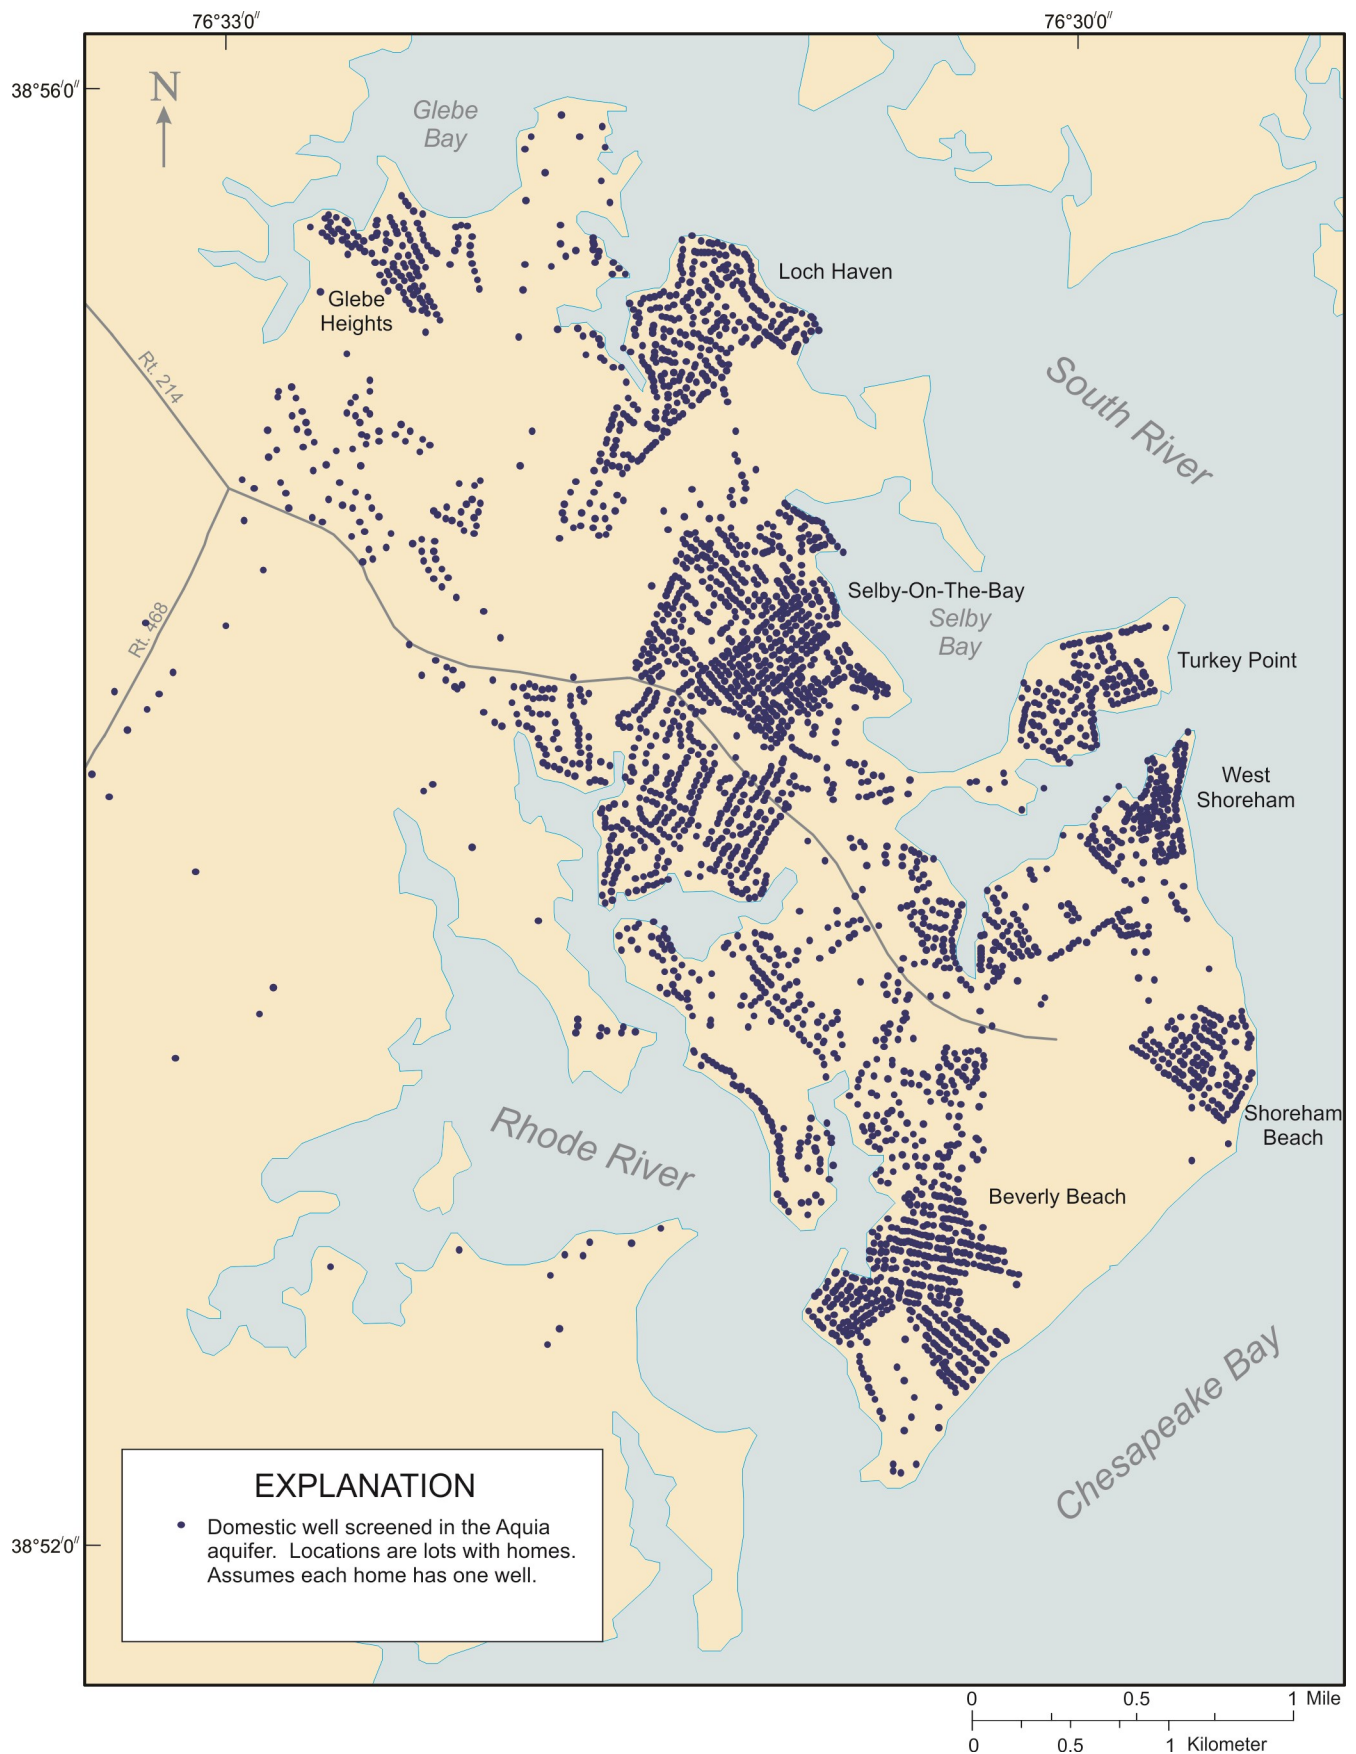 76°33'0"
76°30'0"
38°56'0"
N
Glebe
Bay
Loch Haven
Glebe
Heights
Rt. 214
South River
Selby-On-The-Bay
Selby
Bay
Rt. 468
Turkey Point
West
Shoreham
Shoreham
Beach
Rhode River
Beverly Beach
Chesapeake Bay
EXPLANATION
Domestic well screened in the Aquia
aquifer. Locations are lots with homes.
Assumes each home has one well.
38°52'0"
0 0.5 1 Mile
0 0.5 1 Kilometer